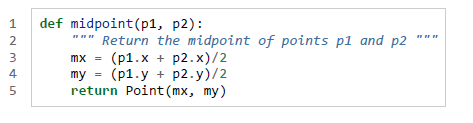 1 def midpoint(p1, p2):
2     """ Return the midpoint of points p1 and p2 """
3     mx = (p1.x + p2.x)/2
4     my = (p1.y + p2.y)/2
5     return Point(mx, my)